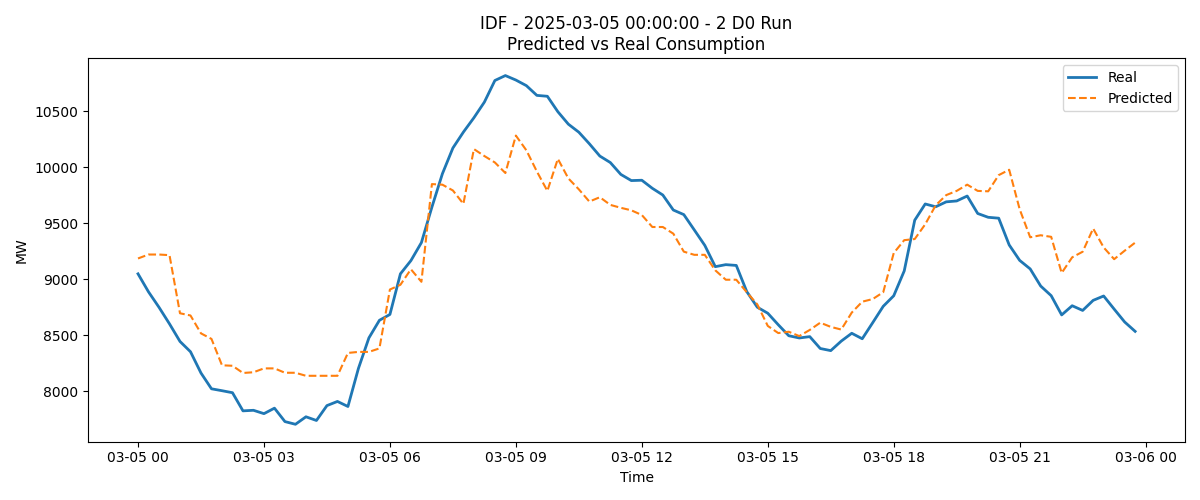 IDF - 2025-03-05 00:00:00 - 2 D0 Run
Predicted vs Real Consumption
Real
Predicted
MW
10500
10000
9500
9000
8500
8000
03-05 00
03-05 03
03-05 06
03-05 09
03-05 12
03-05 15
03-05 18
03-05 21
03-06 00
Time